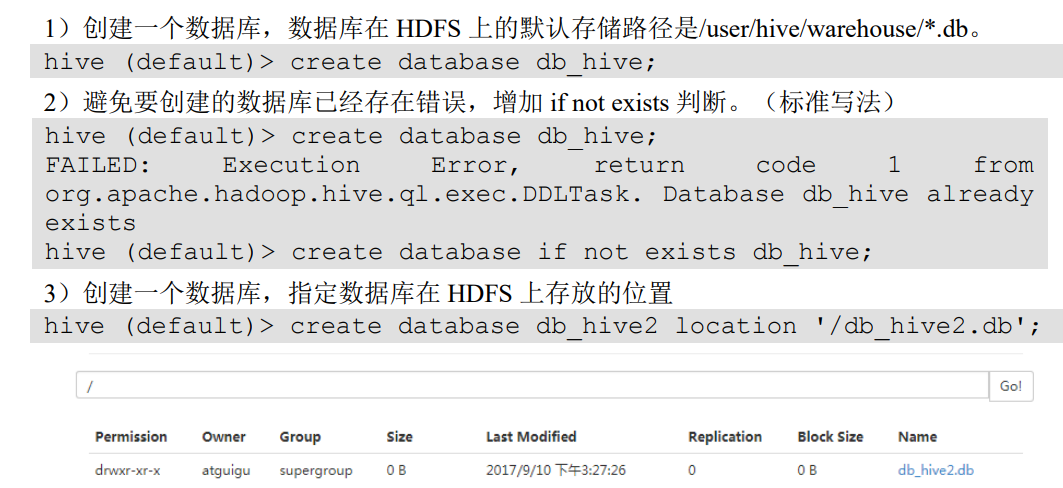 1）创建一个数据库，数据库在 HDFS 上的默认存储路径是/user/hive/warehouse/*.db。
hive (default)> create database db_hive;
2）避免要创建的数据库已经存在错误，增加 if not exists 判断。（标准写法）
hive (default)> create database db_hive;
FAILED: Execution Error, return code 1 from
org.apache.hadoop.hive.ql.exec.DDLTask. Database db_hive already
exists
hive (default)> create database if not exists db_hive;
3）创建一个数据库，指定数据库在 HDFS 上存放的位置
hive (default)> create database db_hive2 location '/db_hive2.db';
/ Go!
Permission Owner Group Size Last Modified Replication Block Size Name
drwxr-xr-x atguigu supergroup 0 B 2017/9/10 下午3:27:26 0 0 B db_hive2.db